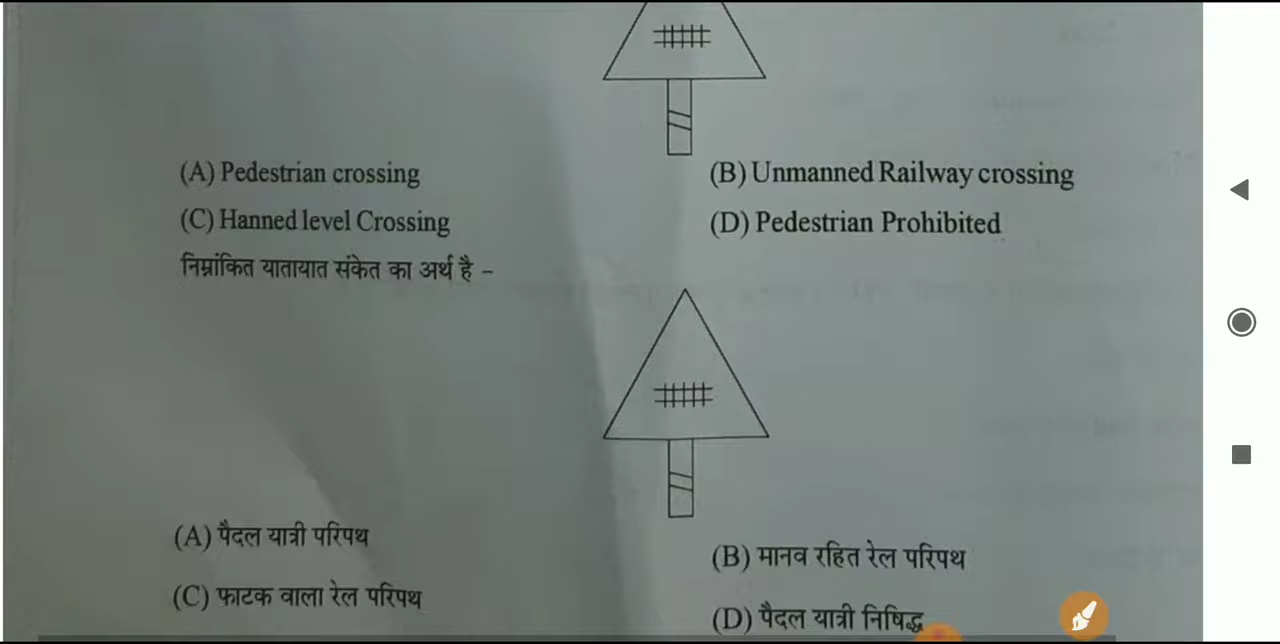 (A) Pedestrian crossing
(B) Unmanned Railway crossing
(C) Hanned level Crossing
(D) Pedestrian Prohibited
निम्नांकित यातायात संकेत का अर्थ है -
(A) पैदल यात्री परिपथ
(B) मानव रहित रेल परिपथ
(C) फाटक वाला रेल परिपथ
(D) पैदल यात्री निषिद्ध